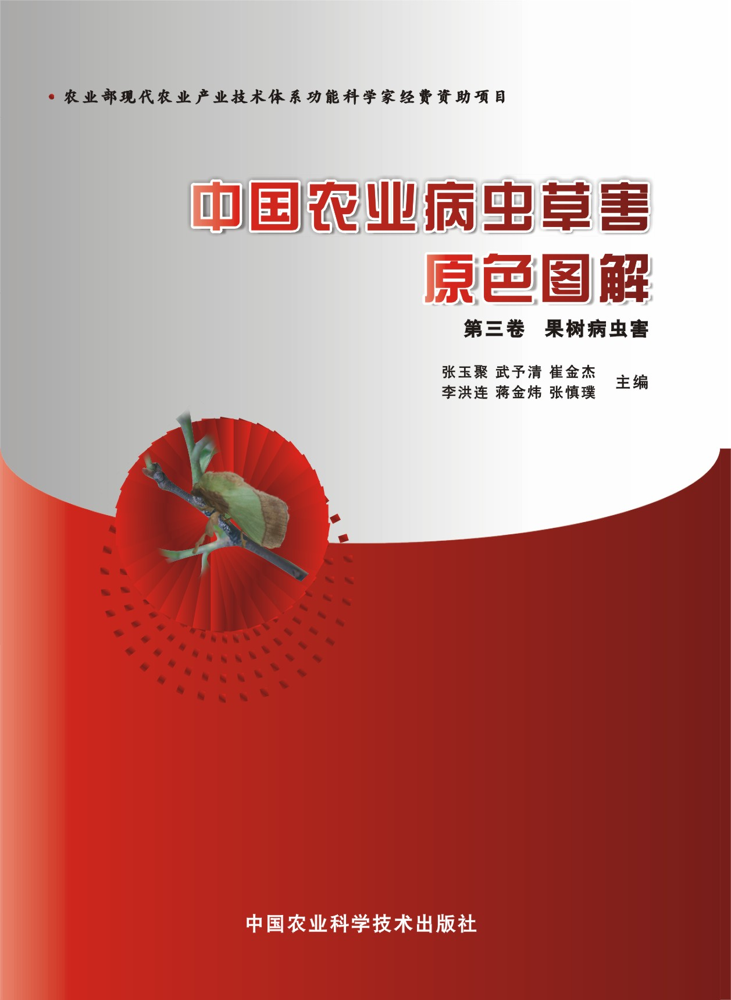 • 农业部现代农业产业技术体系功能科学家经费资助项目
中国农业病虫草害
原色图解
第三卷 果树病虫害
张玉聚 武予清 崔金杰
李洪连 蒋金炜 张慎璞
主编
中国农业科学技术出版社